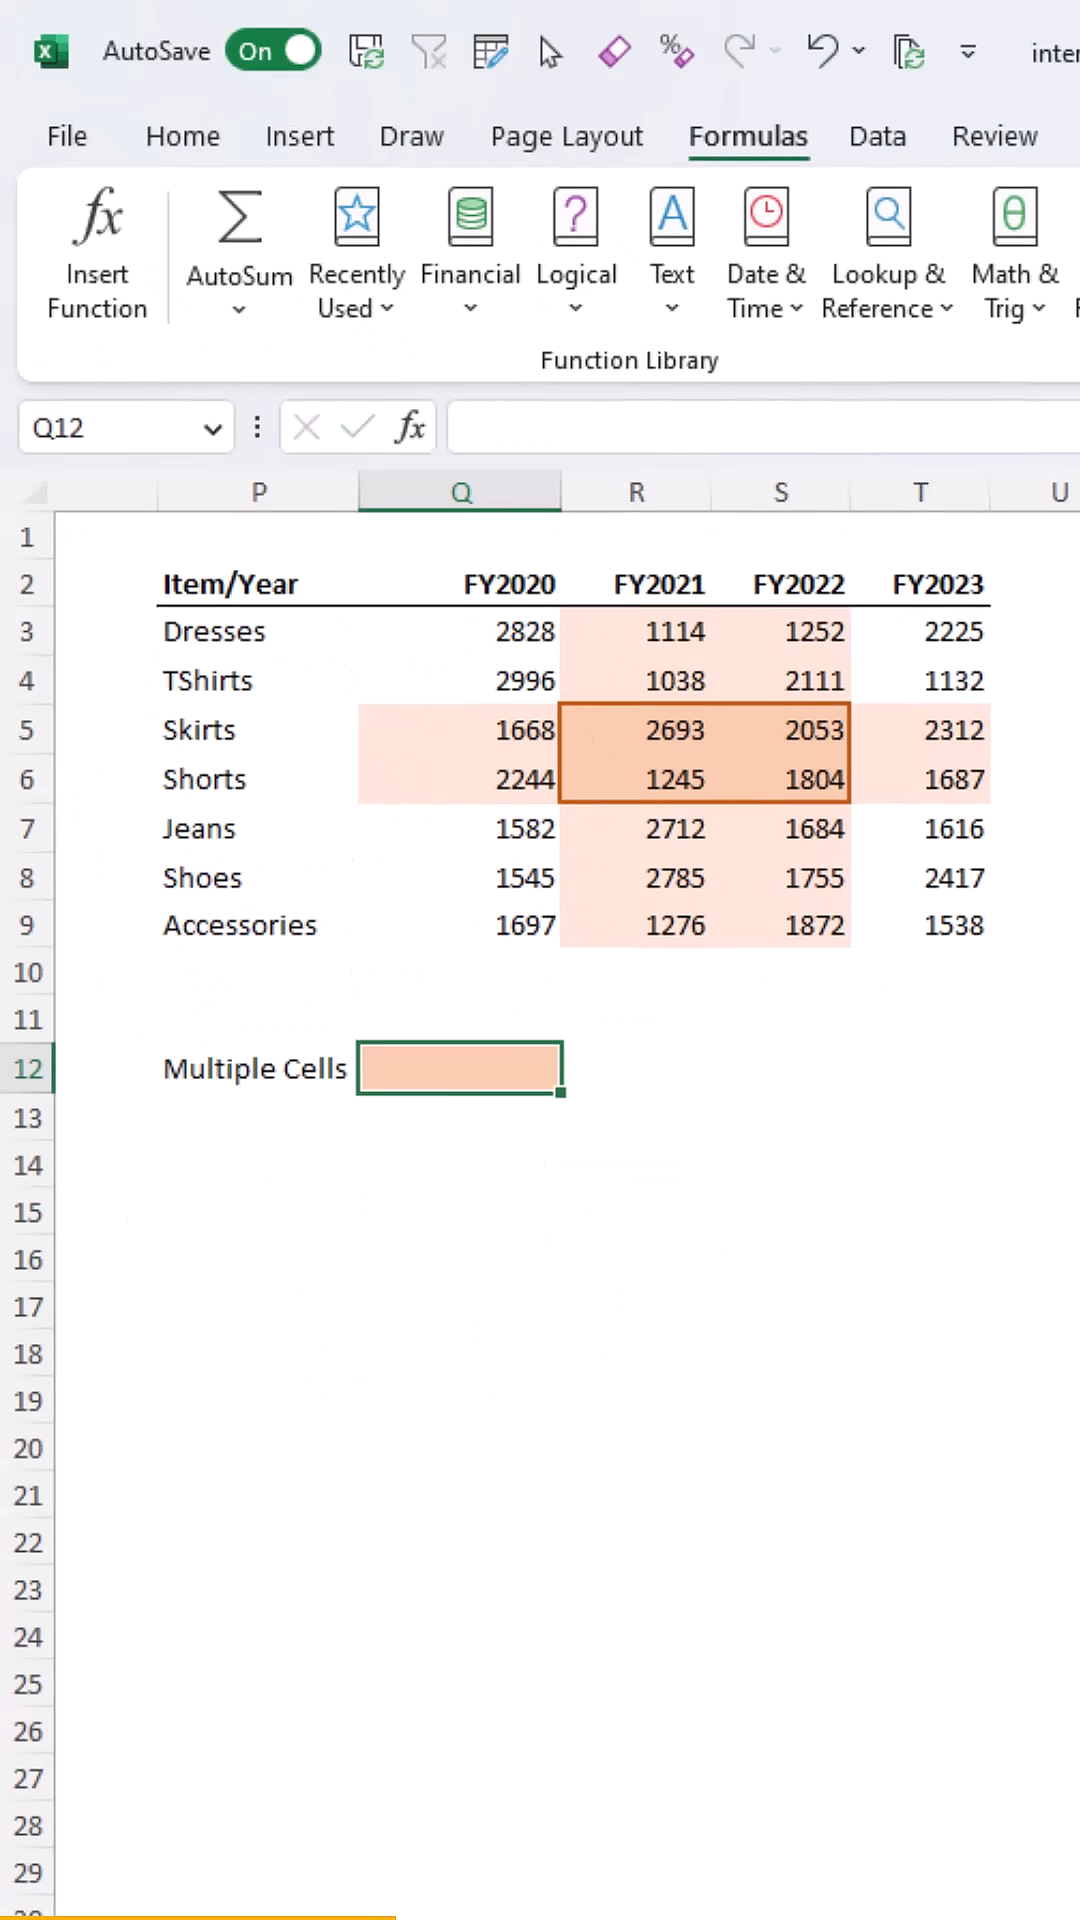 AutoSave On inter
File Home Insert Draw Page Layout Formulas Data Review
fx Σ ? A θ
Insert Function AutoSum Recently Used Financial Logical Text Date & Time Lookup & Reference Math & Trig
Function Library
Q12 fx
P Q R S T U
1
2 Item/Year FY2020 FY2021 FY2022 FY2023
3 Dresses 2828 1114 1252 2225
4 TShirts 2996 1038 2111 1132
5 Skirts 1668 2693 2053 2312
6 Shorts 2244 1245 1804 1687
7 Jeans 1582 2712 1684 1616
8 Shoes 1545 2785 1755 2417
9 Accessories 1697 1276 1872 1538
10
11
12 Multiple Cells
13
14
15
16
17
18
19
20
21
22
23
24
25
26
27
28
29